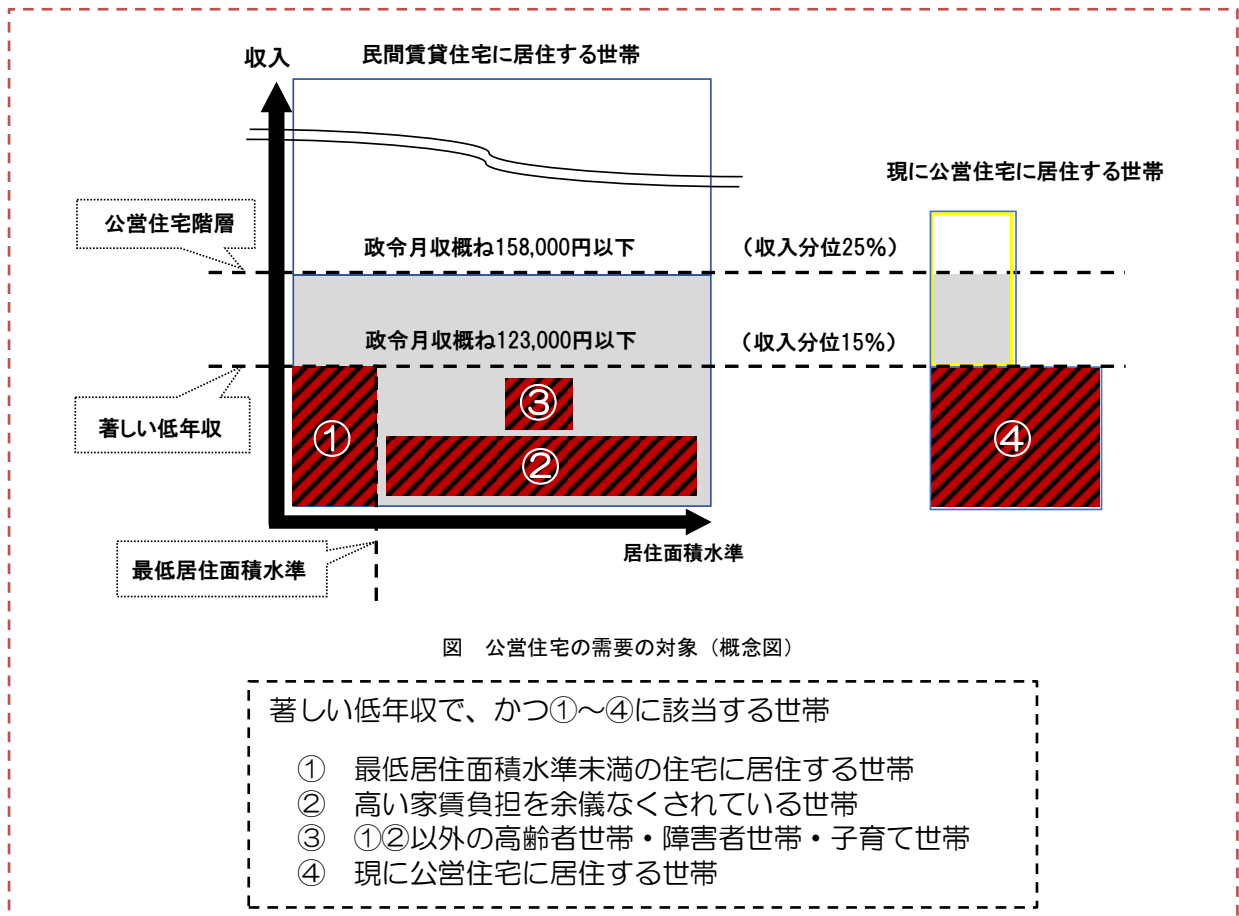 収入
民間賃貸住宅に居住する世帯
現に公営住宅に居住する世帯
公営住宅階層
政令月収概ね158,000円以下
（収入分位25%）
政令月収概ね123,000円以下
（収入分位15%）
著しい低年収
①
③
②
④
居住面積水準
最低居住面積水準
図　公営住宅の需要の対象（概念図）
著しい低年収で、かつ①～④に該当する世帯
①　最低居住面積水準未満の住宅に居住する世帯
②　高い家賃負担を余儀なくされている世帯
③　①②以外の高齢者世帯・障害者世帯・子育て世帯
④　現に公営住宅に居住する世帯